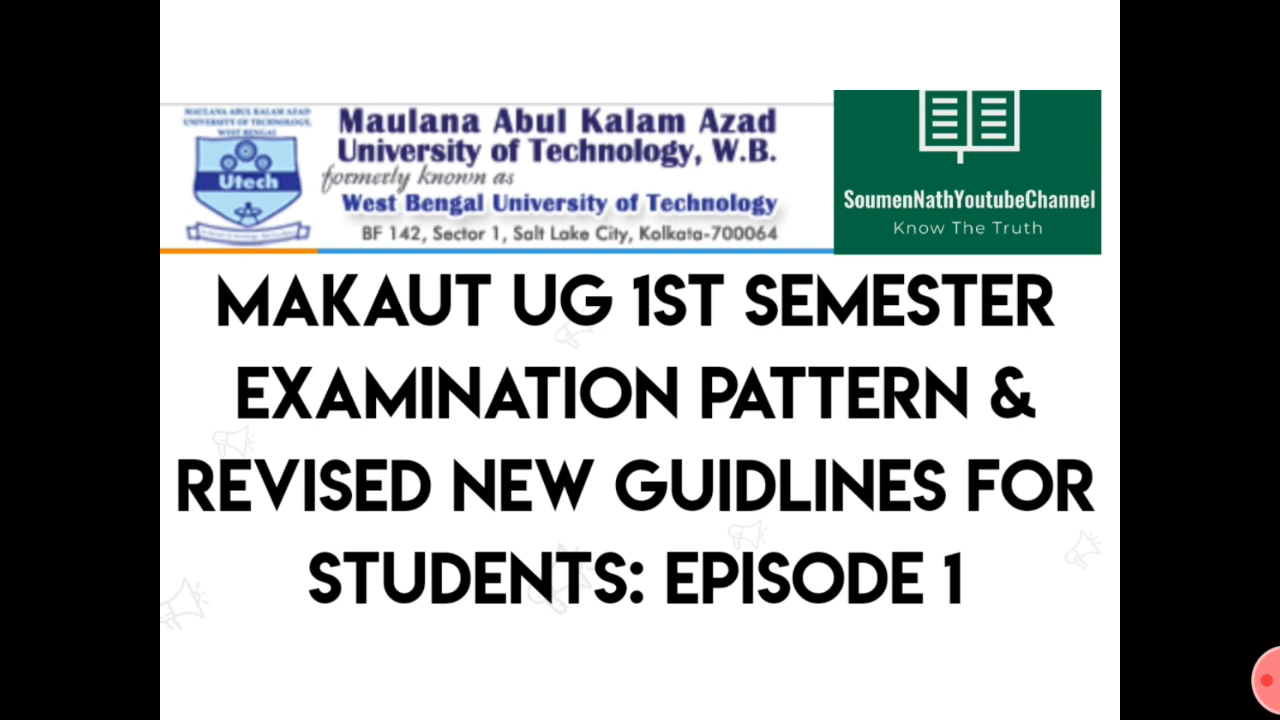 MAULANA ABUL KALAM AZAD
UNIVERSITY OF TECHNOLOGY,
WEST BENGAL
Utech
Maulana Abul Kalam Azad
University of Technology, W.B.
formerly known as
West Bengal University of Technology
BF 142, Sector 1, Salt Lake City, Kolkata-700064
SoumenNathYoutubeChannel
Know The Truth
MAKAUT UG 1ST SEMESTER
EXAMINATION PATTERN &
REVISED NEW GUIDLINES FOR
STUDENTS: EPISODE 1